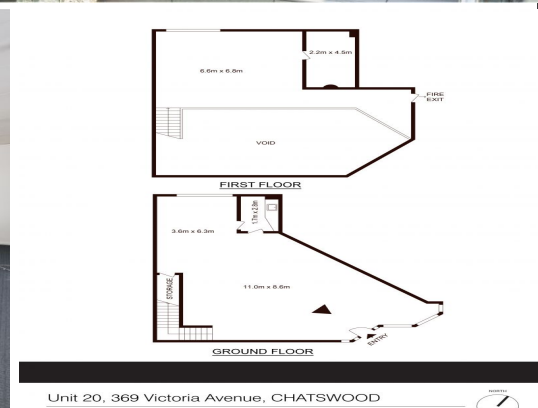 2.2m x 4.5m
6.6m x 6.8m
FIRE
EXIT
VOID
FIRST FLOOR
1.7m x 2.8m
3.6m x 6.3m
STORAGE
11.0m x 8.6m
ENTRY
GROUND FLOOR
Unit 20, 369 Victoria Avenue, CHATSWOOD
NORTH